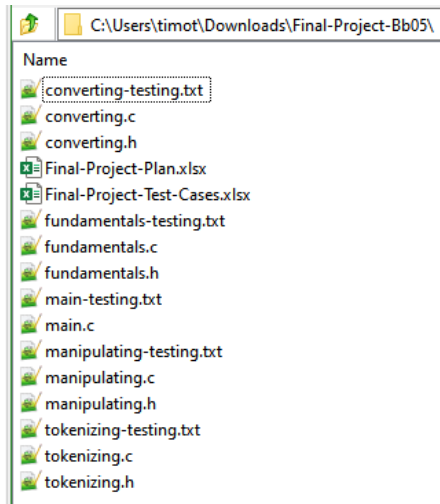 C:\Users\timot\Downloads\Final-Project-Bb05\
Name
converting-testing.txt
converting.c
converting.h
Final-Project-Plan.xlsx
Final-Project-Test-Cases.xlsx
fundamentals-testing.txt
fundamentals.c
fundamentals.h
main-testing.txt
main.c
manipulating-testing.txt
manipulating.c
manipulating.h
tokenizing-testing.txt
tokenizing.c
tokenizing.h